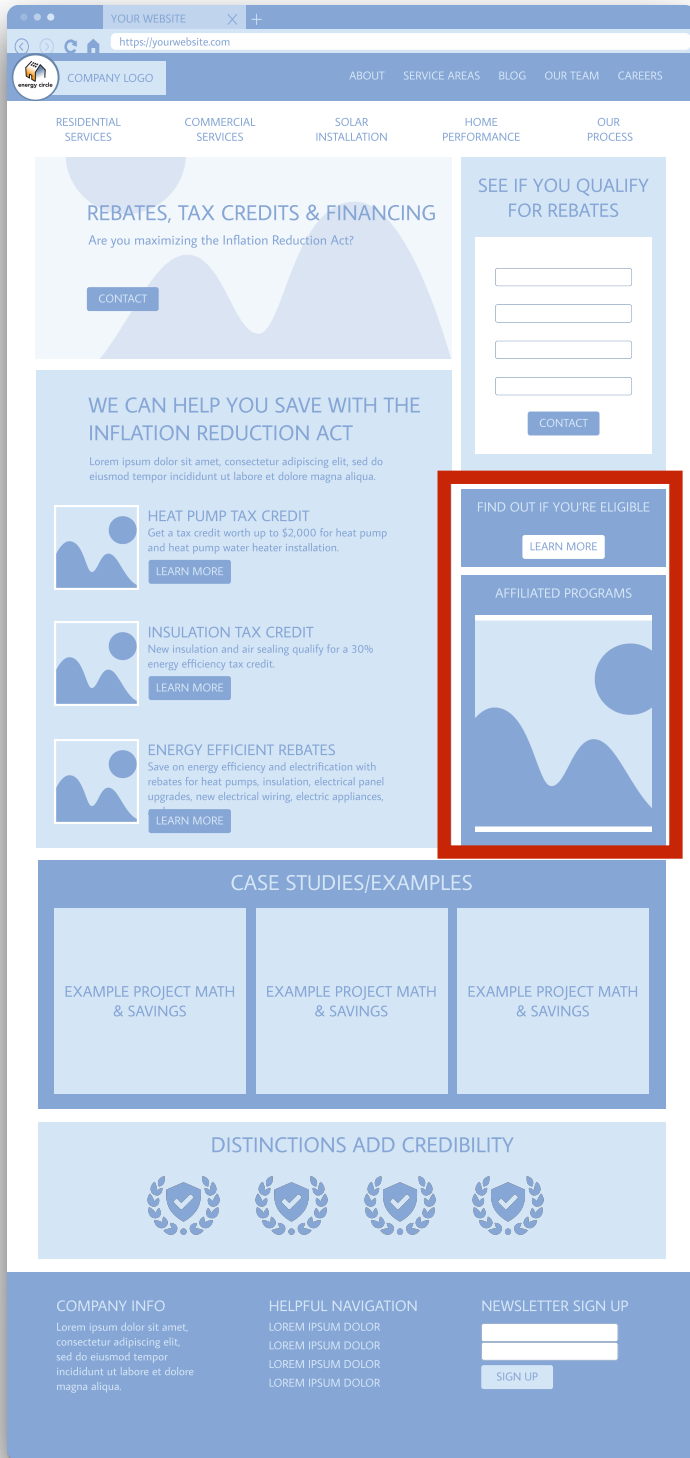 YOUR WEBSITE
https://yourwebsite.com
energy circle
COMPANY LOGO
ABOUT
SERVICE AREAS
BLOG
OUR TEAM
CAREERS
RESIDENTIAL
SERVICES
COMMERCIAL
SERVICES
SOLAR
INSTALLATION
HOME
PERFORMANCE
OUR
PROCESS
REBATES, TAX CREDITS & FINANCING
Are you maximizing the Inflation Reduction Act?
CONTACT
SEE IF YOU QUALIFY
FOR REBATES
CONTACT
WE CAN HELP YOU SAVE WITH THE
INFLATION REDUCTION ACT
Lorem ipsum dolor sit amet, consectetur adipiscing elit, sed do
eiusmod tempor incididunt ut labore et dolore magna aliqua.
HEAT PUMP TAX CREDIT
Get a tax credit worth up to $2,000 for heat pump
and heat pump water heater installation.
LEARN MORE
INSULATION TAX CREDIT
New insulation and air sealing qualify for a 30%
energy efficiency tax credit.
LEARN MORE
ENERGY EFFICIENT REBATES
Save on energy efficiency and electrification with
rebates for heat pumps, insulation, electrical panel
upgrades, new electrical wiring, electric appliances,
LEARN MORE
FIND OUT IF YOU'RE ELIGIBLE
LEARN MORE
AFFILIATED PROGRAMS
CASE STUDIES/EXAMPLES
EXAMPLE PROJECT MATH
& SAVINGS
EXAMPLE PROJECT MATH
& SAVINGS
EXAMPLE PROJECT MATH
& SAVINGS
DISTINCTIONS ADD CREDIBILITY
COMPANY INFO
Lorem ipsum dolor sit amet,
consectetur adipiscing elit,
sed do eiusmod tempor
incididunt ut labore et dolore
magna aliqua.
HELPFUL NAVIGATION
LOREM IPSUM DOLOR
LOREM IPSUM DOLOR
LOREM IPSUM DOLOR
LOREM IPSUM DOLOR
NEWSLETTER SIGN UP
SIGN UP